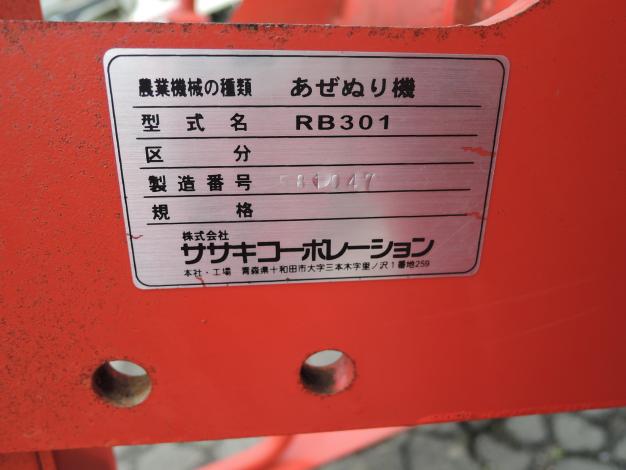 農業機械の種類 あぜぬり機
型式名 RB301
区分
製造番号
規格
株式会社
ササキコーポレーション
本社・工場 青森県十和田市大字三本木字里ノ沢1番地259